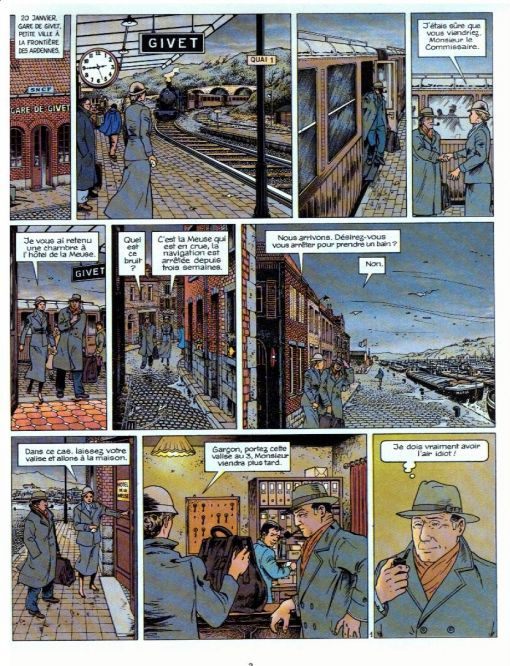 20 JANVIER.
GARE DE GIVET,
PETITE VILLE À
LA FRONTIÈRE
DES ARDENNES.
SNCF
GARE-DE-GIVET
GIVET
QUAI 1
J'étais sûre que
vous viendriez,
Monsieur le
Commissaire.
Je vous ai retenu
une chambre à
l'hôtel de la Meuse.
GIVET
Quel
est ce
bruit
?
C'est la Meuse qui
est en crue, la
navigation est
arrêtée depuis
trois semaines.
Nous arrivons. Désirez-vous
vous arrêter pour prendre un bain ?
Non.
Dans ce cas, laissez votre
valise et allons à la maison.
HOTEL
DE LA
MEUSE
Garçon, portez cette
valise au 3, Monsieur
viendra plus tard.
Je dois vraiment avoir
l'air idiot !